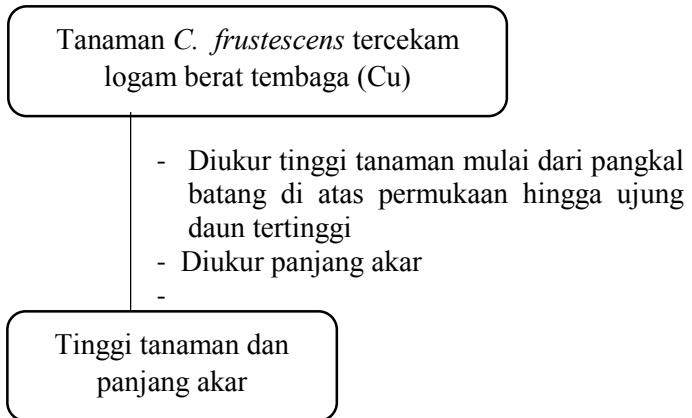 Tanaman C. frustescens tercekam
logam berat tembaga (Cu)
- Diukur tinggi tanaman mulai dari pangkal
batang di atas permukaan hingga ujung
daun tertinggi
- Diukur panjang akar
-
Tinggi tanaman dan
panjang akar